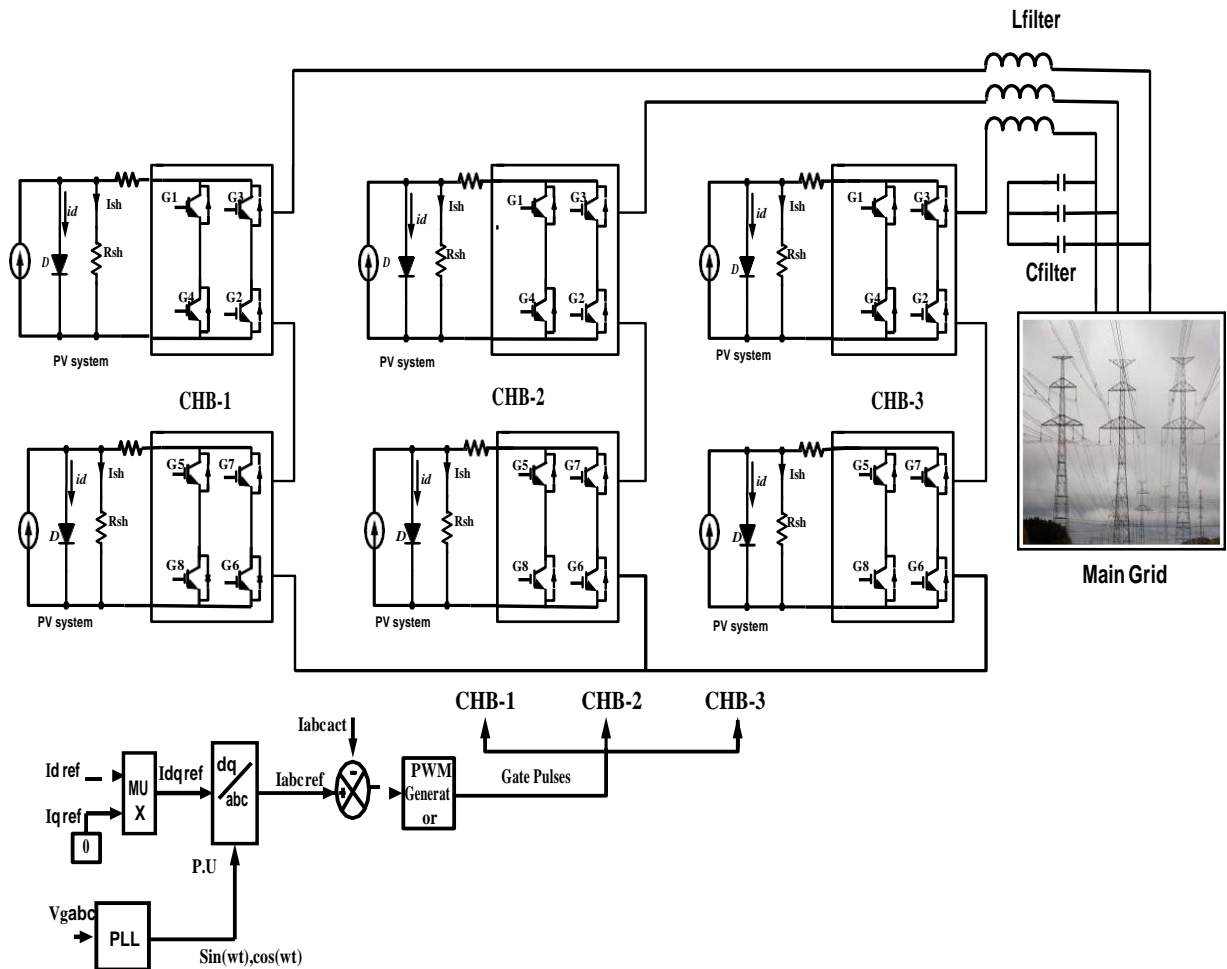 Lfilter
G1
G3
id
Ish
D
Rsh
G4
G2
PV system
G1
G3
id
Ish
D
Rsh
G4
G2
PV system
G1
G3
id
Ish
D
Rsh
G4
G2
PV system
Cfilter
CHB-1
CHB-2
CHB-3
G5
G7
id
Ish
D
Rsh
G8
G6
PV system
G5
G7
id
Ish
D
Rsh
G8
G6
PV system
G5
G7
id
Ish
D
Rsh
G8
G6
PV system
Main Grid
CHB-1
CHB-2
CHB-3
Iabcact
Id ref
Idqref
MU
X
Iqref
0
dq
abc
Iabcref
PWM
Generat
or
Gate Pulses
P.U
Vgabc
PLL
Sin(wt),cos(wt)